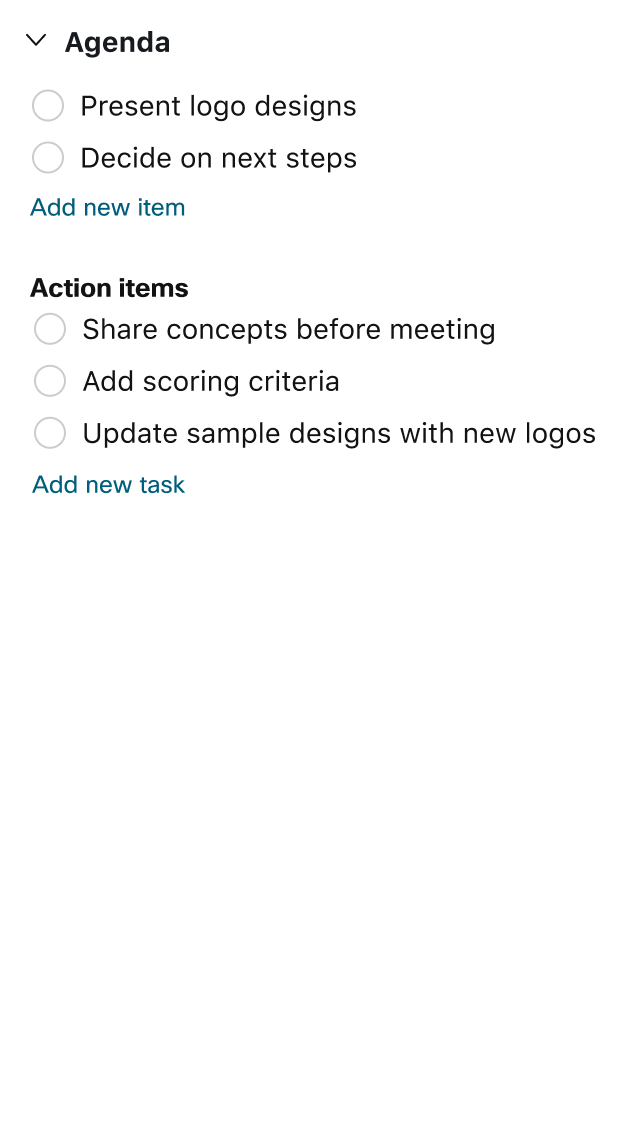 Agenda
Present logo designs
Decide on next steps
Add new item
Action items
Share concepts before meeting
Add scoring criteria
Update sample designs with new logos
Add new task